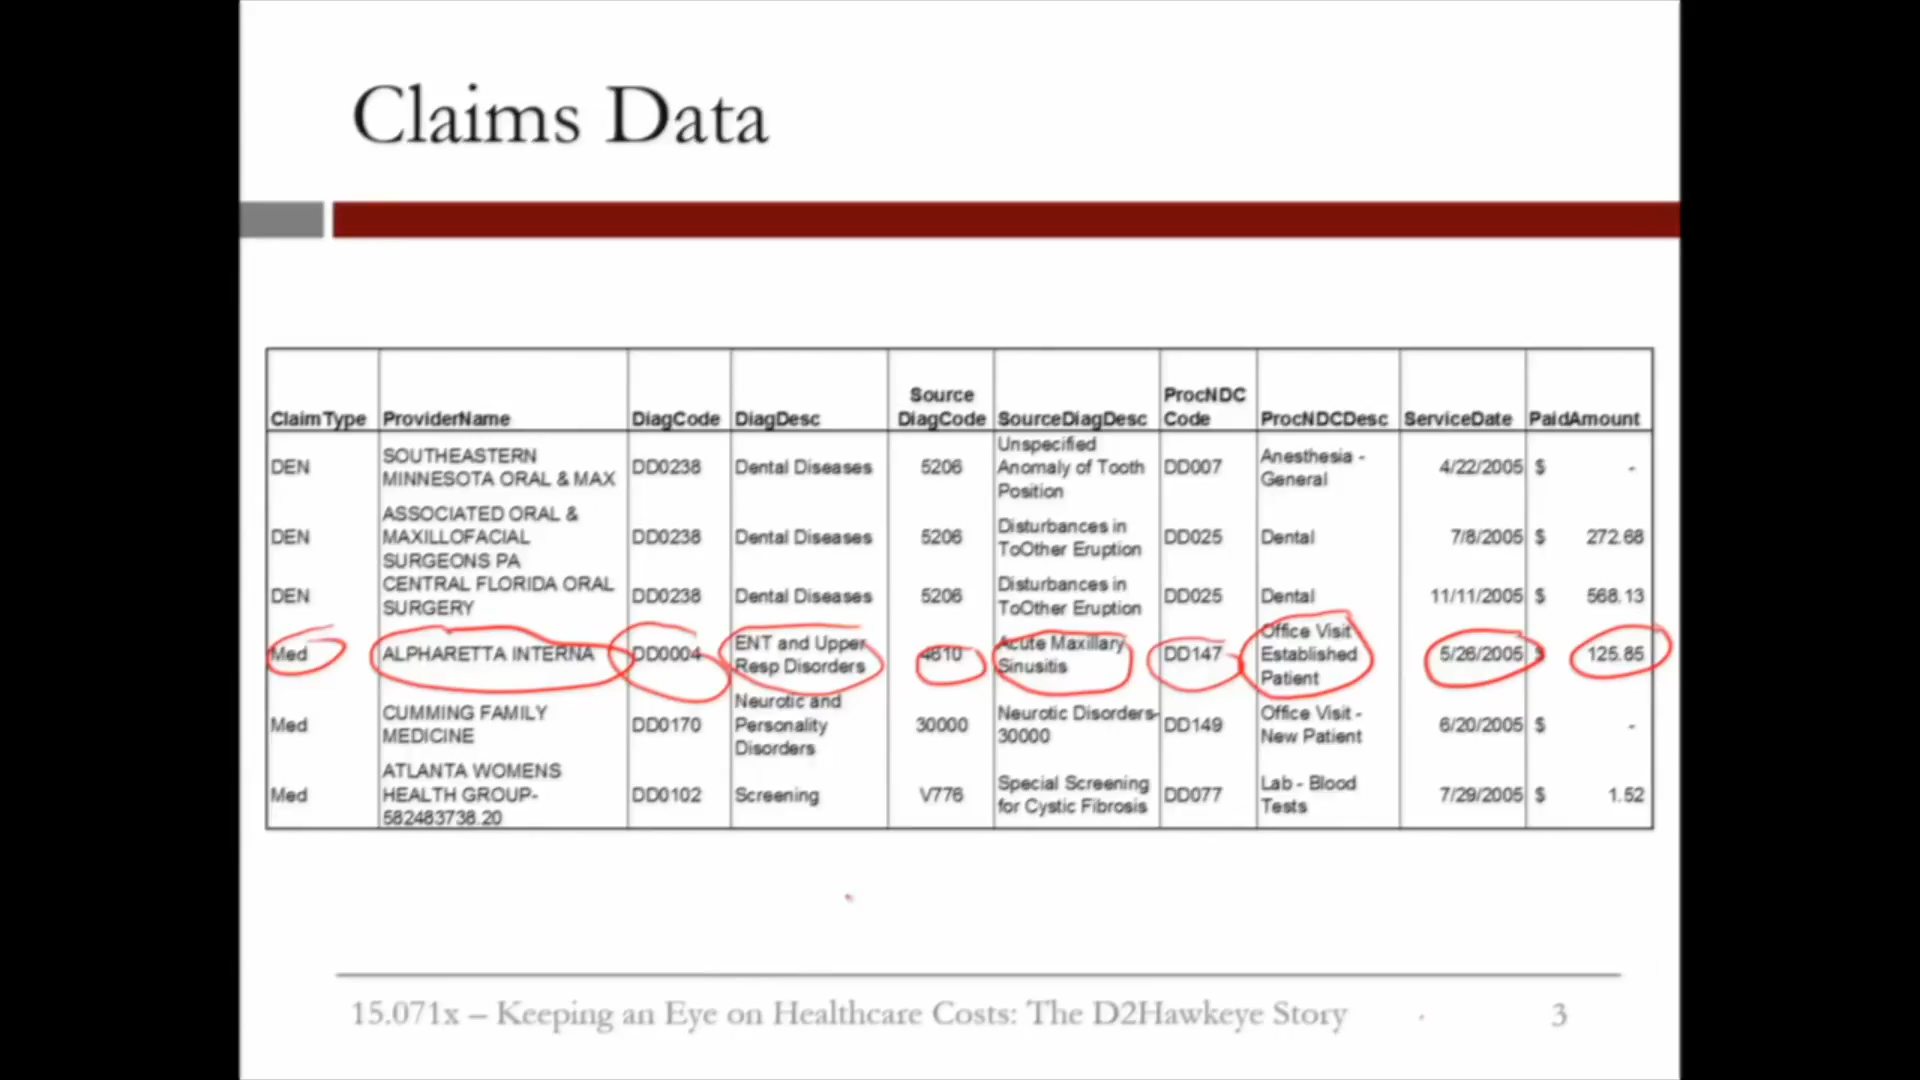 Claims Data
ClaimType ProviderName DiagCode DiagDesc Source DiagCode SourceDiagDesc ProcNDC Code ProcNDCDesc ServiceDate PaidAmount
DEN SOUTHEASTERN MINNESOTA ORAL & MAX DD0238 Dental Diseases 5206 Unspecified Anomaly of Tooth Position DD007 Anesthesia - General 4/22/2005 $ -
DEN ASSOCIATED ORAL & MAXILLOFACIAL SURGEONS PA DD0238 Dental Diseases 5206 Disturbances in ToOther Eruption DD025 Dental 7/8/2005 $ 272.68
DEN CENTRAL FLORIDA ORAL SURGERY DD0238 Dental Diseases 5206 Disturbances in ToOther Eruption DD025 Dental 11/11/2005 $ 568.13
Med ALPHARETTA INTERNA DD0004 ENT and Upper Resp Disorders 4610 Acute Maxillary Sinusitis DD147 Office Visit Established Patient 5/26/2005 $ 125.85
Med CUMMING FAMILY MEDICINE DD0170 Neurotic and Personality Disorders 30000 Neurotic Disorders-30000 DD149 Office Visit - New Patient 6/20/2005 $ -
Med ATLANTA WOMENS HEALTH GROUP-582483738.20 DD0102 Screening V776 Special Screening for Cystic Fibrosis DD077 Lab - Blood Tests 7/29/2005 $ 1.52
15.071x – Keeping an Eye on Healthcare Costs: The D2Hawkeye Story 3